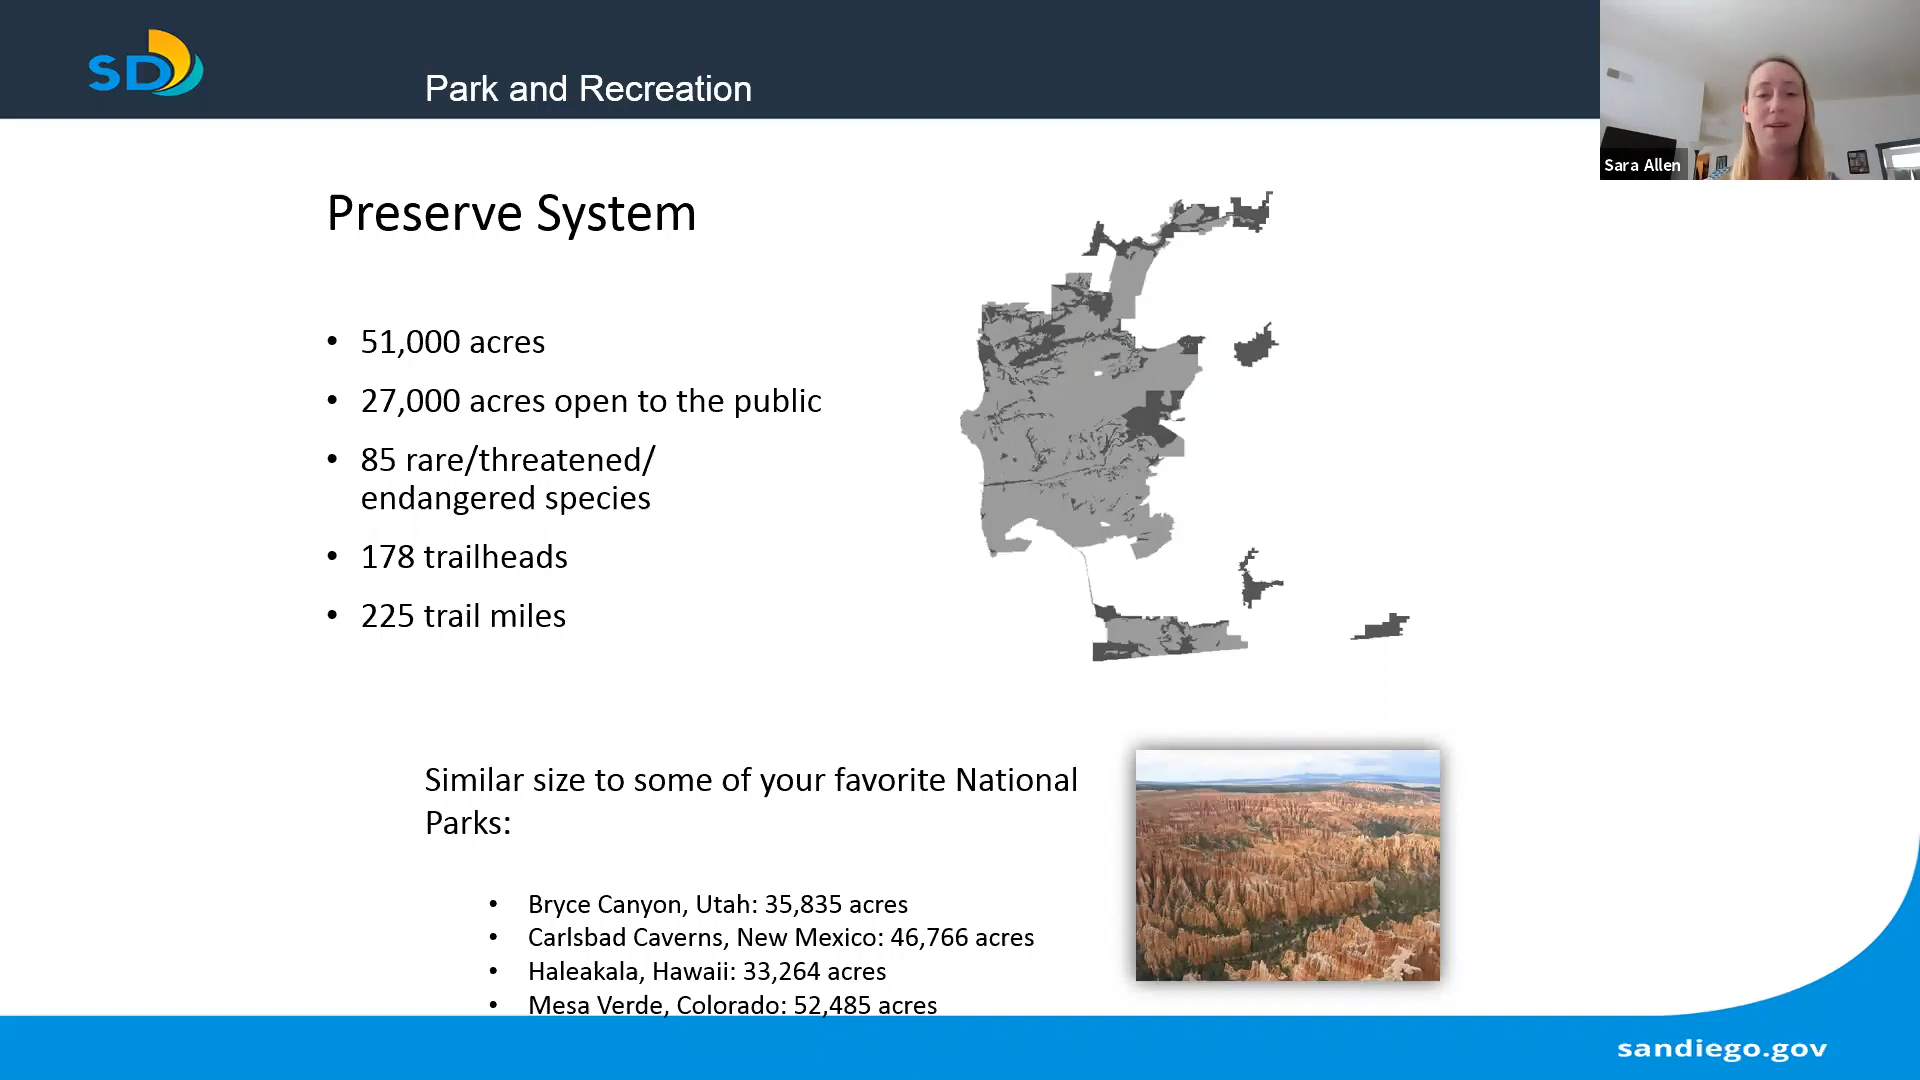 SD
Park and Recreation
Sara Allen
Preserve System
• 51,000 acres
• 27,000 acres open to the public
• 85 rare/threatened/
endangered species
• 178 trailheads
• 225 trail miles
Similar size to some of your favorite National
Parks:
• Bryce Canyon, Utah: 35,835 acres
• Carlsbad Caverns, New Mexico: 46,766 acres
• Haleakala, Hawaii: 33,264 acres
• Mesa Verde, Colorado: 52,485 acres
sandiego.gov